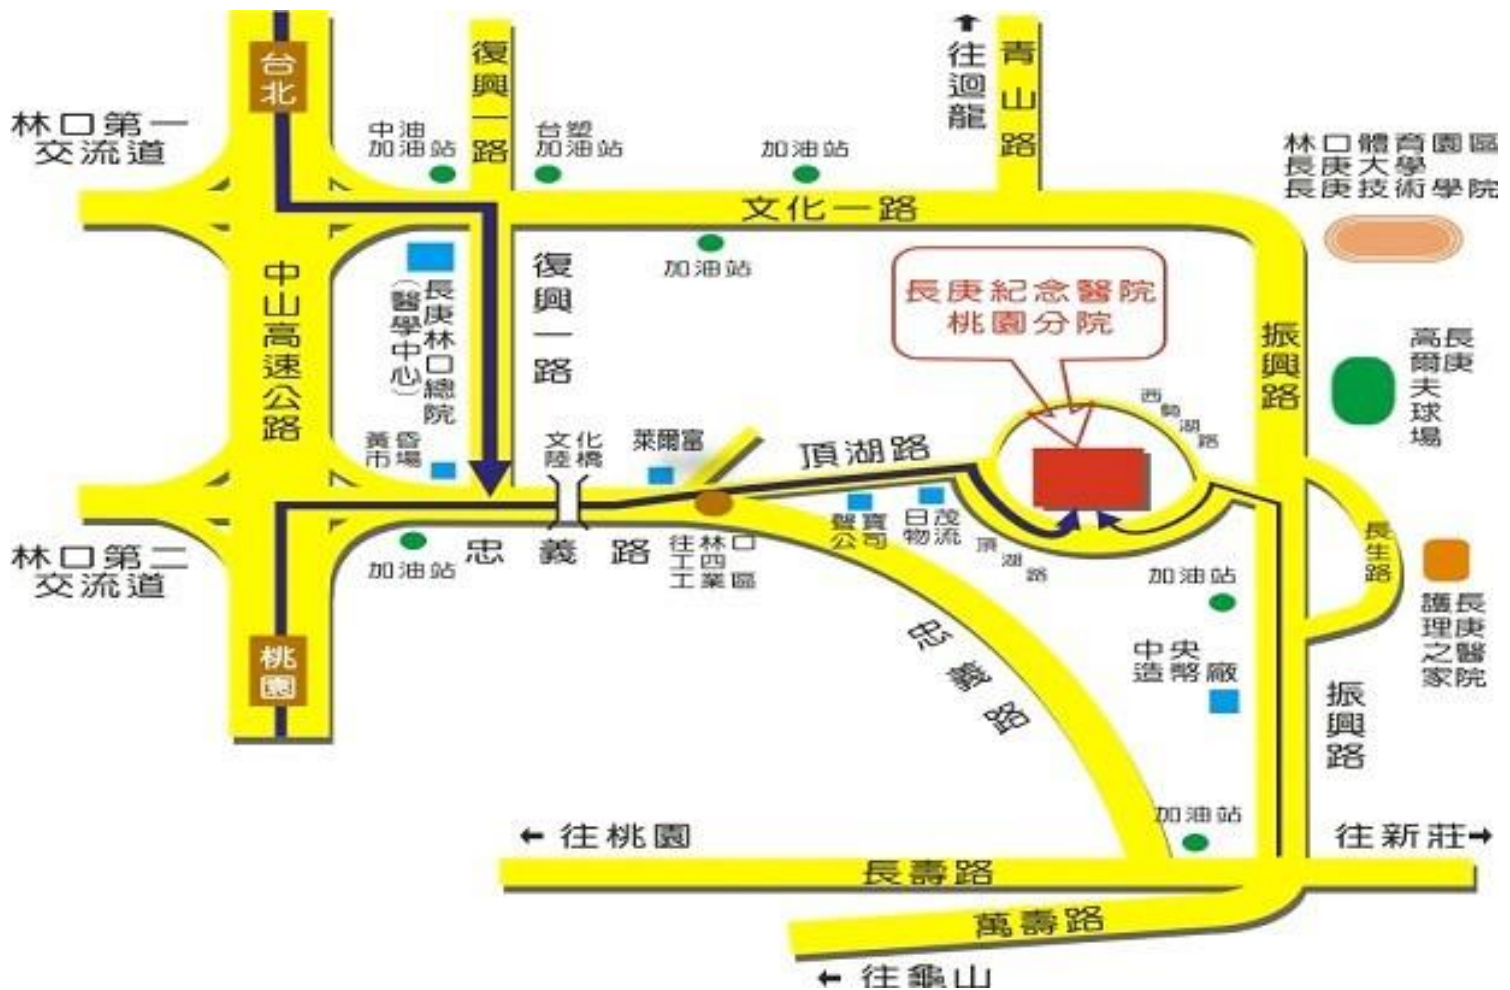 往迴龍
青山路
復興一路
台北
林口第一
交流道
中油
加油站
台塑
加油站
加油站
林口體育園區
長庚大學
長庚技術學院
文化一路
加油站
中山高速公路
長庚林口總院
(醫學中心)
復興一路
長庚紀念醫院
桃園分院
振興路
長庚
高爾夫球場
西勢湖路
黃昏
市場
文化
陸橋
萊爾富
頂湖路
聲寶
公司
日茂
物流
頂湖路
長生路
林口第二
交流道
加油站
忠義路
往林口
工四
工業區
加油站
長庚醫院
護理之家
桃園
忠義路
中央
造幣廠
振興路
加油站
往桃園
往新莊
長壽路
萬壽路
往龜山